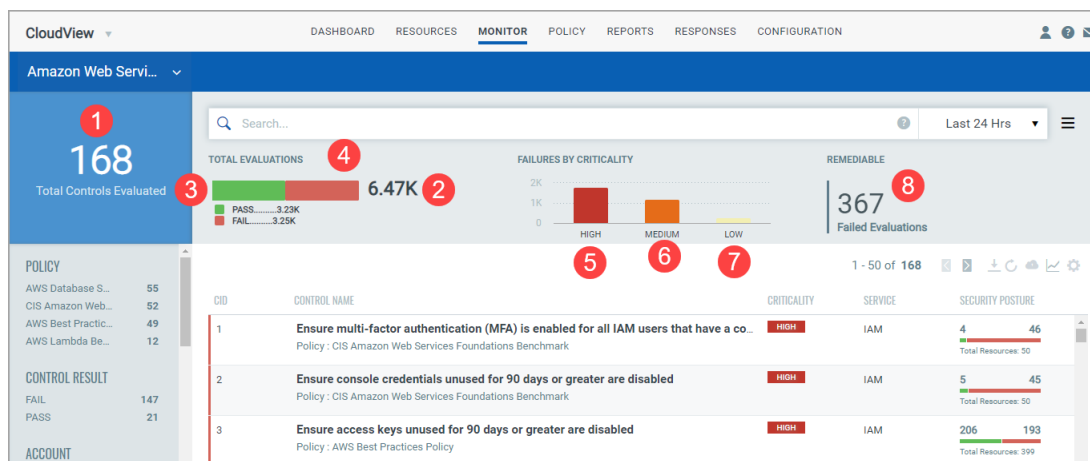 CloudView
DASHBOARD RESOURCES MONITOR POLICY REPORTS RESPONSES CONFIGURATION
Amazon Web Servi...
1
168
Total Controls Evaluated
Search...
Last 24 Hrs
TOTAL EVALUATIONS
4
3
6.47K
2
PASS.........3.23K
FAIL..........3.25K
FAILURES BY CRITICALITY
2K
1K
0
HIGH MEDIUM LOW
5 6 7
REMEDIABLE
367
8
Failed Evaluations
POLICY
AWS Database S... 55
CIS Amazon Web... 52
AWS Best Practic... 49
AWS Lambda Be... 12
CONTROL RESULT
FAIL 147
PASS 21
ACCOUNT
1 - 50 of 168
CID CONTROL NAME CRITICALITY SERVICE SECURITY POSTURE
1 Ensure multi-factor authentication (MFA) is enabled for all IAM users that have a co... HIGH IAM 4 46
Policy : CIS Amazon Web Services Foundations Benchmark Total Resources: 50
2 Ensure console credentials unused for 90 days or greater are disabled HIGH IAM 5 45
Policy : CIS Amazon Web Services Foundations Benchmark Total Resources: 50
3 Ensure access keys unused for 90 days or greater are disabled HIGH IAM 206 193
Policy : AWS Best Practices Policy Total Resources: 399